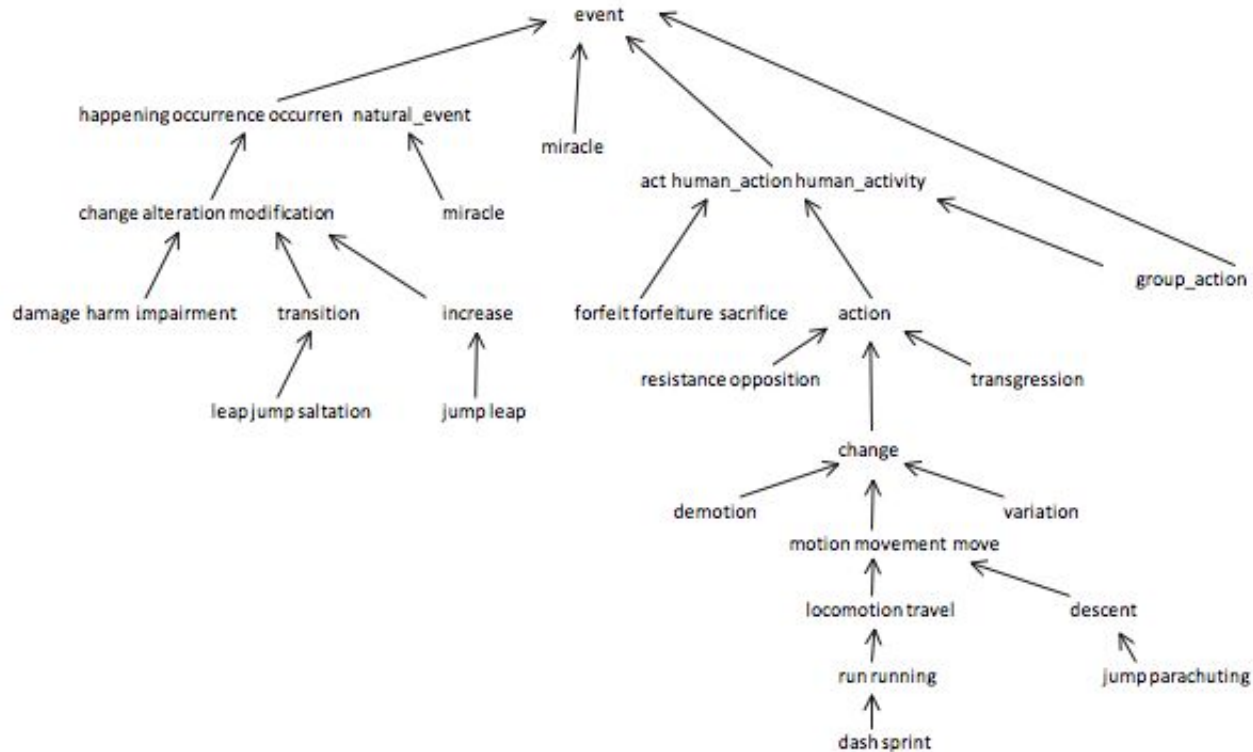 event
happening occurrence occurren natural_event
miracle
act human_action human_activity
change alteration modification
miracle
group_action
damage harm impairment
transition
increase
forfeit forfeiture sacrifice
action
resistance opposition
transgression
leap jump saltation
jump leap
change
demotion
variation
motion movement move
locomotion travel
descent
run running
jump parachuting
dash sprint